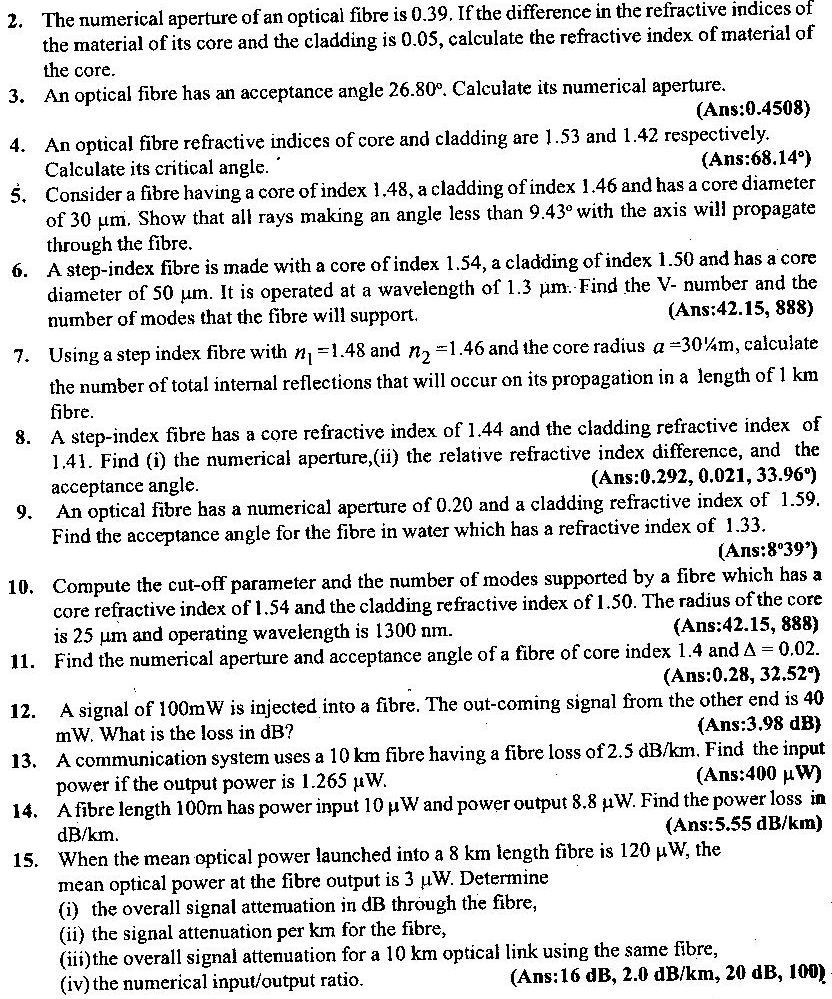 2. The numerical aperture of an optical fibre is 0.39. If the difference in the refractive indices of
the material of its core and the cladding is 0.05, calculate the refractive index of material of
the core.
3. An optical fibre has an acceptance angle 26.80°. Calculate its numerical aperture.
(Ans:0.4508)
4. An optical fibre refractive indices of core and cladding are 1.53 and 1.42 respectively.
Calculate its critical angle. (Ans:68.14°)
5. Consider a fibre having a core of index 1.48, a cladding of index 1.46 and has a core diameter
of 30 μm. Show that all rays making an angle less than 9.43° with the axis will propagate
through the fibre.
6. A step-index fibre is made with a core of index 1.54, a cladding of index 1.50 and has a core
diameter of 50 μm. It is operated at a wavelength of 1.3 μm. Find the V- number and the
number of modes that the fibre will support. (Ans:42.15, 888)
7. Using a step index fibre with n₁ =1.48 and n₂ =1.46 and the core radius a =30¼m, calculate
the number of total internal reflections that will occur on its propagation in a length of 1 km
fibre.
8. A step-index fibre has a core refractive index of 1.44 and the cladding refractive index of
1.41. Find (i) the numerical aperture,(ii) the relative refractive index difference, and the
acceptance angle. (Ans:0.292, 0.021, 33.96°)
9. An optical fibre has a numerical aperture of 0.20 and a cladding refractive index of 1.59.
Find the acceptance angle for the fibre in water which has a refractive index of 1.33.
(Ans:8°39’)
10. Compute the cut-off parameter and the number of modes supported by a fibre which has a
core refractive index of 1.54 and the cladding refractive index of 1.50. The radius of the core
is 25 μm and operating wavelength is 1300 nm. (Ans:42.15, 888)
11. Find the numerical aperture and acceptance angle of a fibre of core index 1.4 and Δ = 0.02.
(Ans:0.28, 32.52°)
12. A signal of 100mW is injected into a fibre. The out-coming signal from the other end is 40
mW. What is the loss in dB? (Ans:3.98 dB)
13. A communication system uses a 10 km fibre having a fibre loss of 2.5 dB/km. Find the input
power if the output power is 1.265 μW. (Ans:400 μW)
14. A fibre length 100m has power input 10 μW and power output 8.8 μW. Find the power loss in
dB/km. (Ans:5.55 dB/km)
15. When the mean optical power launched into a 8 km length fibre is 120 μW, the
mean optical power at the fibre output is 3 μW. Determine
(i) the overall signal attenuation in dB through the fibre,
(ii) the signal attenuation per km for the fibre,
(iii)the overall signal attenuation for a 10 km optical link using the same fibre,
(iv) the numerical input/output ratio. (Ans:16 dB, 2.0 dB/km, 20 dB, 100)